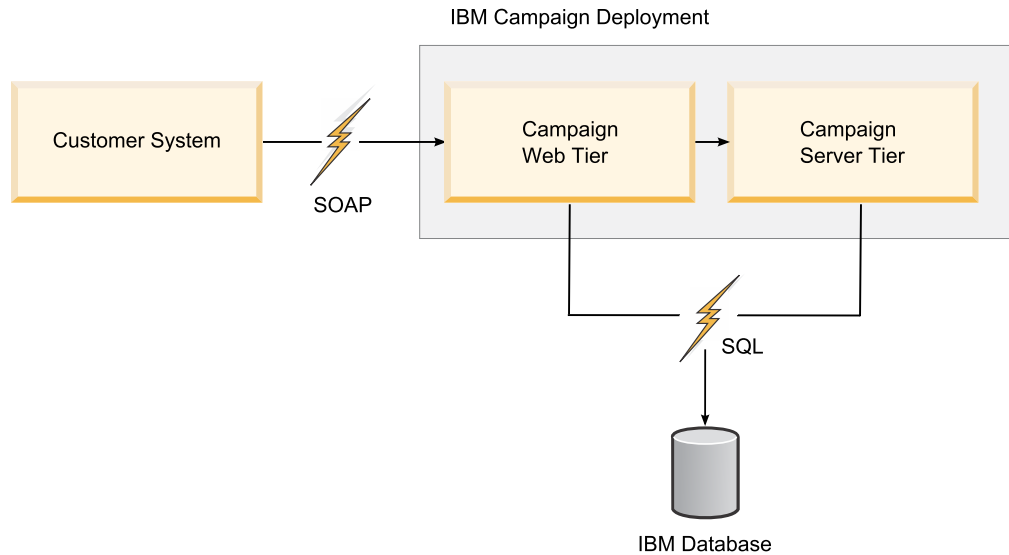 IBM Campaign Deployment
Customer System
SOAP
Campaign
Web Tier
Campaign
Server Tier
SQL
IBM Database